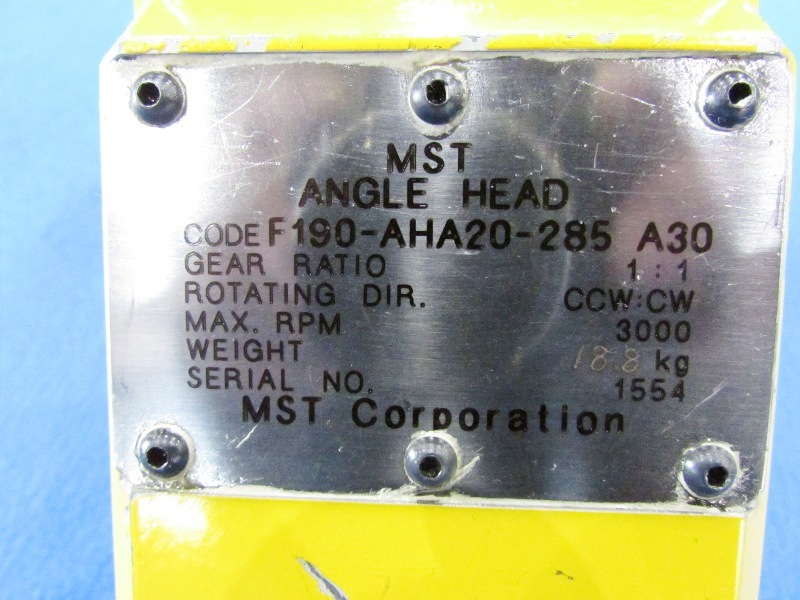 MST
ANGLE HEAD
CODE F190-AHA20-285 A30
GEAR RATIO 1:1
ROTATING DIR. CCW:CW
MAX. RPM 3000
WEIGHT 18.8 kg
SERIAL NO. 1554
MST Corporation